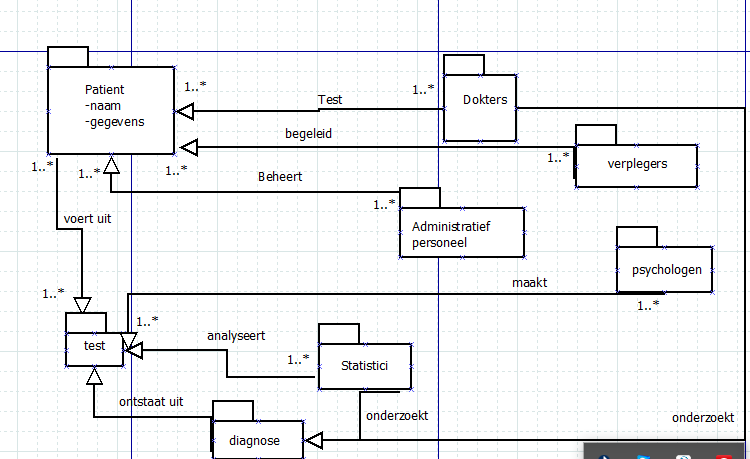 Patient
-naam
-gegevens
1..*
Test
1..*
Dokters
begeleid
1..*
1..*
verplegers
1..*
1..*
Beheert
1..*
Administratief
personeel
voert uit
psychologen
maakt
1..*
1..*
1..*
test
analyseert
1..*
Statistici
ontstaat uit
onderzoekt
onderzoekt
diagnose